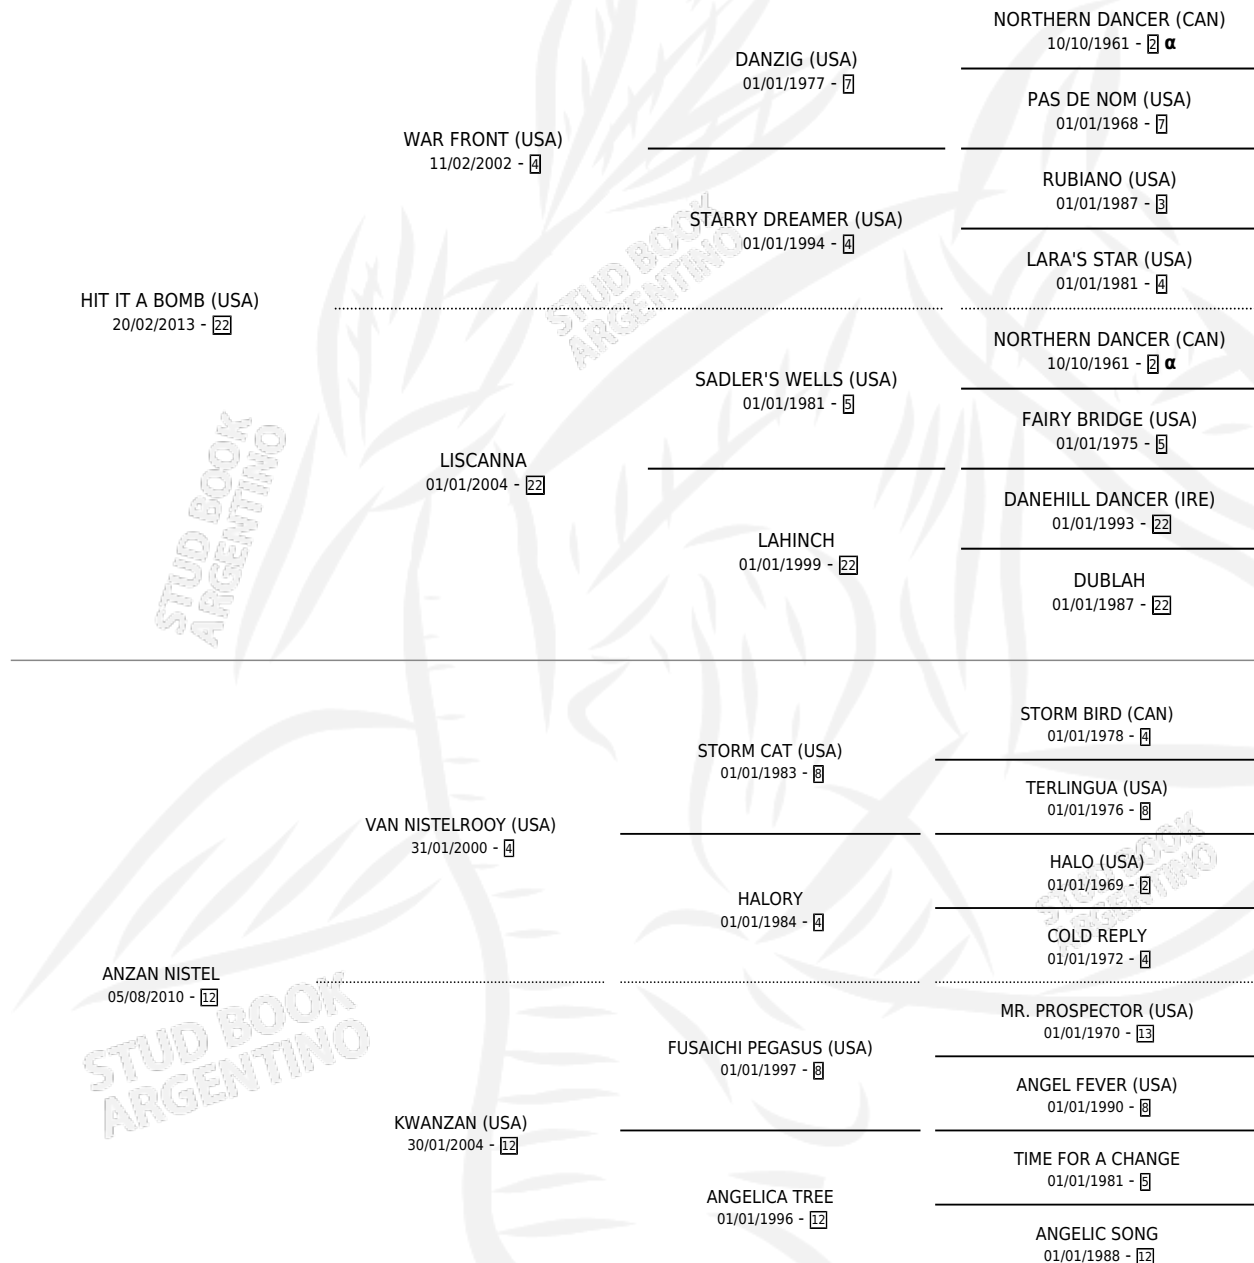 NORTHERN DANCER (CAN)
10/10/1961 - 2 α
DANZIG (USA)
01/01/1977 - 7
PAS DE NOM (USA)
01/01/1968 - 7
WAR FRONT (USA)
11/02/2002 - 4
RUBIANO (USA)
01/01/1987 - 3
STARRY DREAMER (USA)
01/01/1994 - 4
LARA'S STAR (USA)
01/01/1981 - 4
HIT IT A BOMB (USA)
20/02/2013 - 22
NORTHERN DANCER (CAN)
10/10/1961 - 2 α
SADLER'S WELLS (USA)
01/01/1981 - 5
FAIRY BRIDGE (USA)
01/01/1975 - 5
LISCANNA
01/01/2004 - 22
DANEHILL DANCER (IRE)
01/01/1993 - 22
LAHINCH
01/01/1999 - 22
DUBLAH
01/01/1987 - 22
STORM BIRD (CAN)
01/01/1978 - 4
STORM CAT (USA)
01/01/1983 - 8
TERLINGUA (USA)
01/01/1976 - 8
VAN NISTELROOY (USA)
31/01/2000 - 4
HALO (USA)
01/01/1969 - 2
HALORY
01/01/1984 - 4
COLD REPLY
01/01/1972 - 4
ANZAN NISTEL
05/08/2010 - 12
MR. PROSPECTOR (USA)
01/01/1970 - 13
FUSAICHI PEGASUS (USA)
01/01/1997 - 8
ANGEL FEVER (USA)
01/01/1990 - 8
KWANZAN (USA)
30/01/2004 - 12
TIME FOR A CHANGE
01/01/1981 - 5
ANGELICA TREE
01/01/1996 - 12
ANGELIC SONG
01/01/1988 - 12
STUD BOOK
ARGENTINO
STUD BOOK
ARGENTINO
STUD BOOK
ARGENTINO
STUD BOOK
ARGENTINO